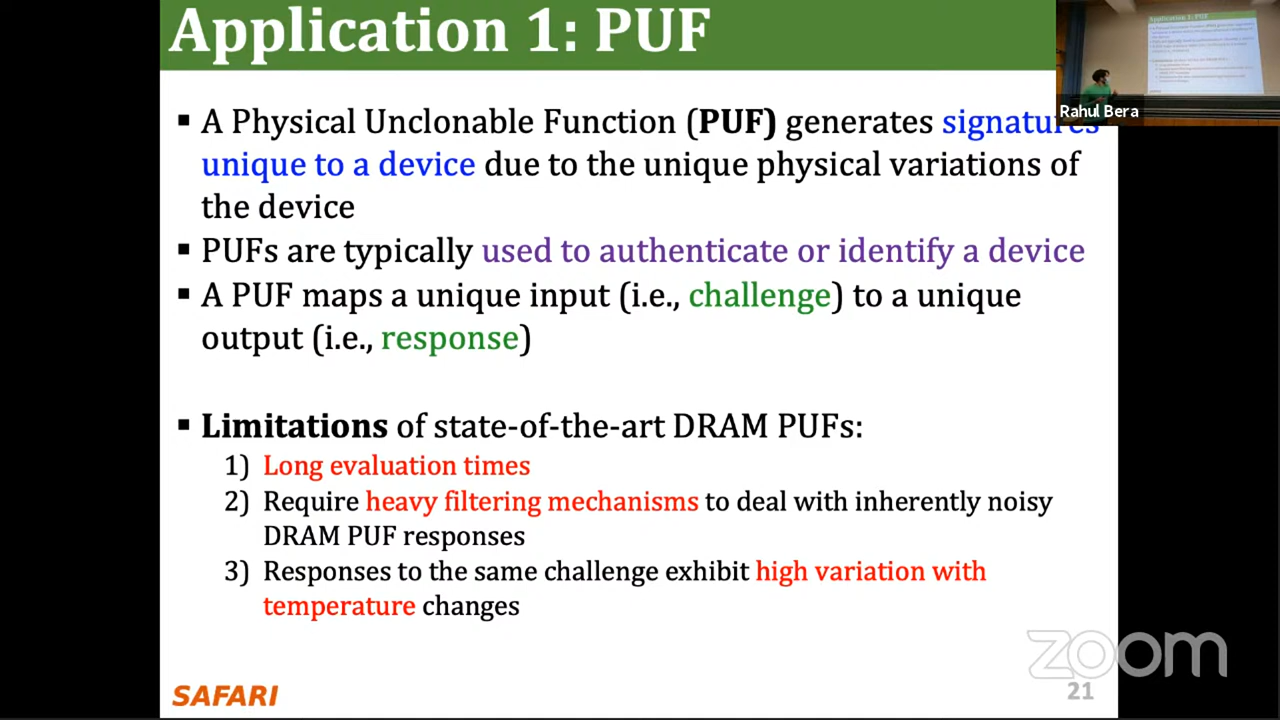 Application 1: PUF
▪ A Physical Unclonable Function (PUF) generates signatures
unique to a device due to the unique physical variations of
the device
▪ PUFs are typically used to authenticate or identify a device
▪ A PUF maps a unique input (i.e., challenge) to a unique
output (i.e., response)
▪ Limitations of state-of-the-art DRAM PUFs:
1) Long evaluation times
2) Require heavy filtering mechanisms to deal with inherently noisy
DRAM PUF responses
3) Responses to the same challenge exhibit high variation with
temperature changes
SAFARI
21
zoom
Application 1: PUF
Rahul Bera